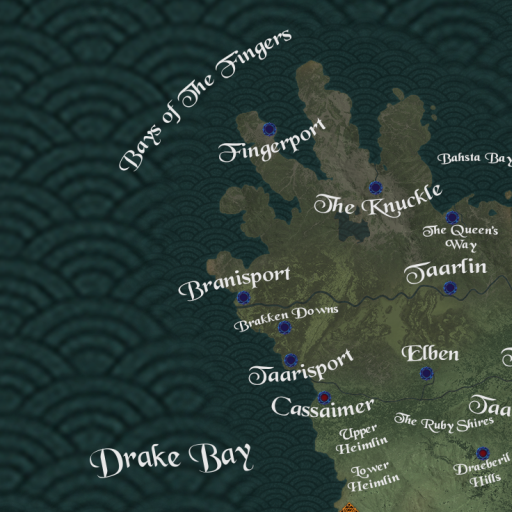 Bays of The Fingers
Fingerport
Bahsta Bay
The Knuckle
The Queen's
Way
Taarlin
Branisport
Brakken Downs
Taarisport
Elben
Cassaimer
The Ruby Shires
Upper
Heimlin
Drake Bay
Lower
Heimlin
Draeberil
Hills